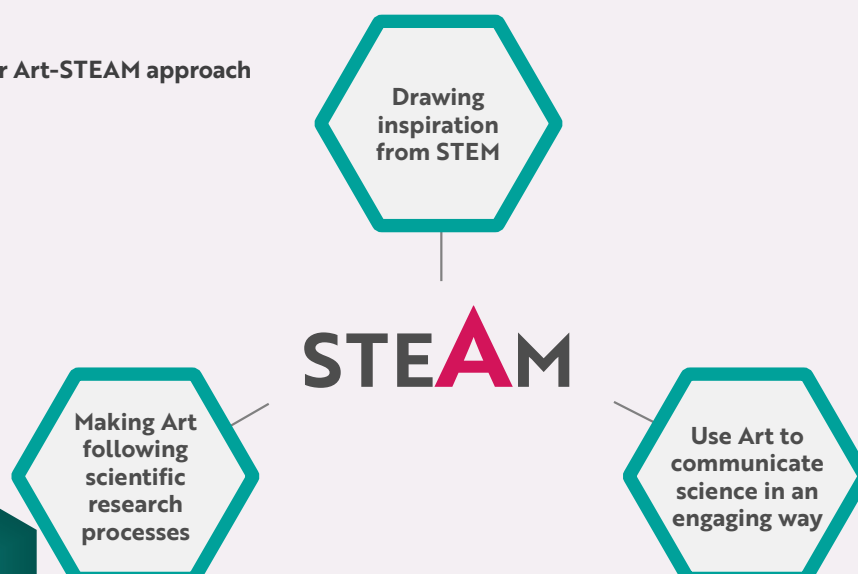 Art-STEAM approach
Drawing
inspiration
from STEM
STEAM
Making Art
following
scientific
research
processes
Use Art to
communicate
science in an
engaging way